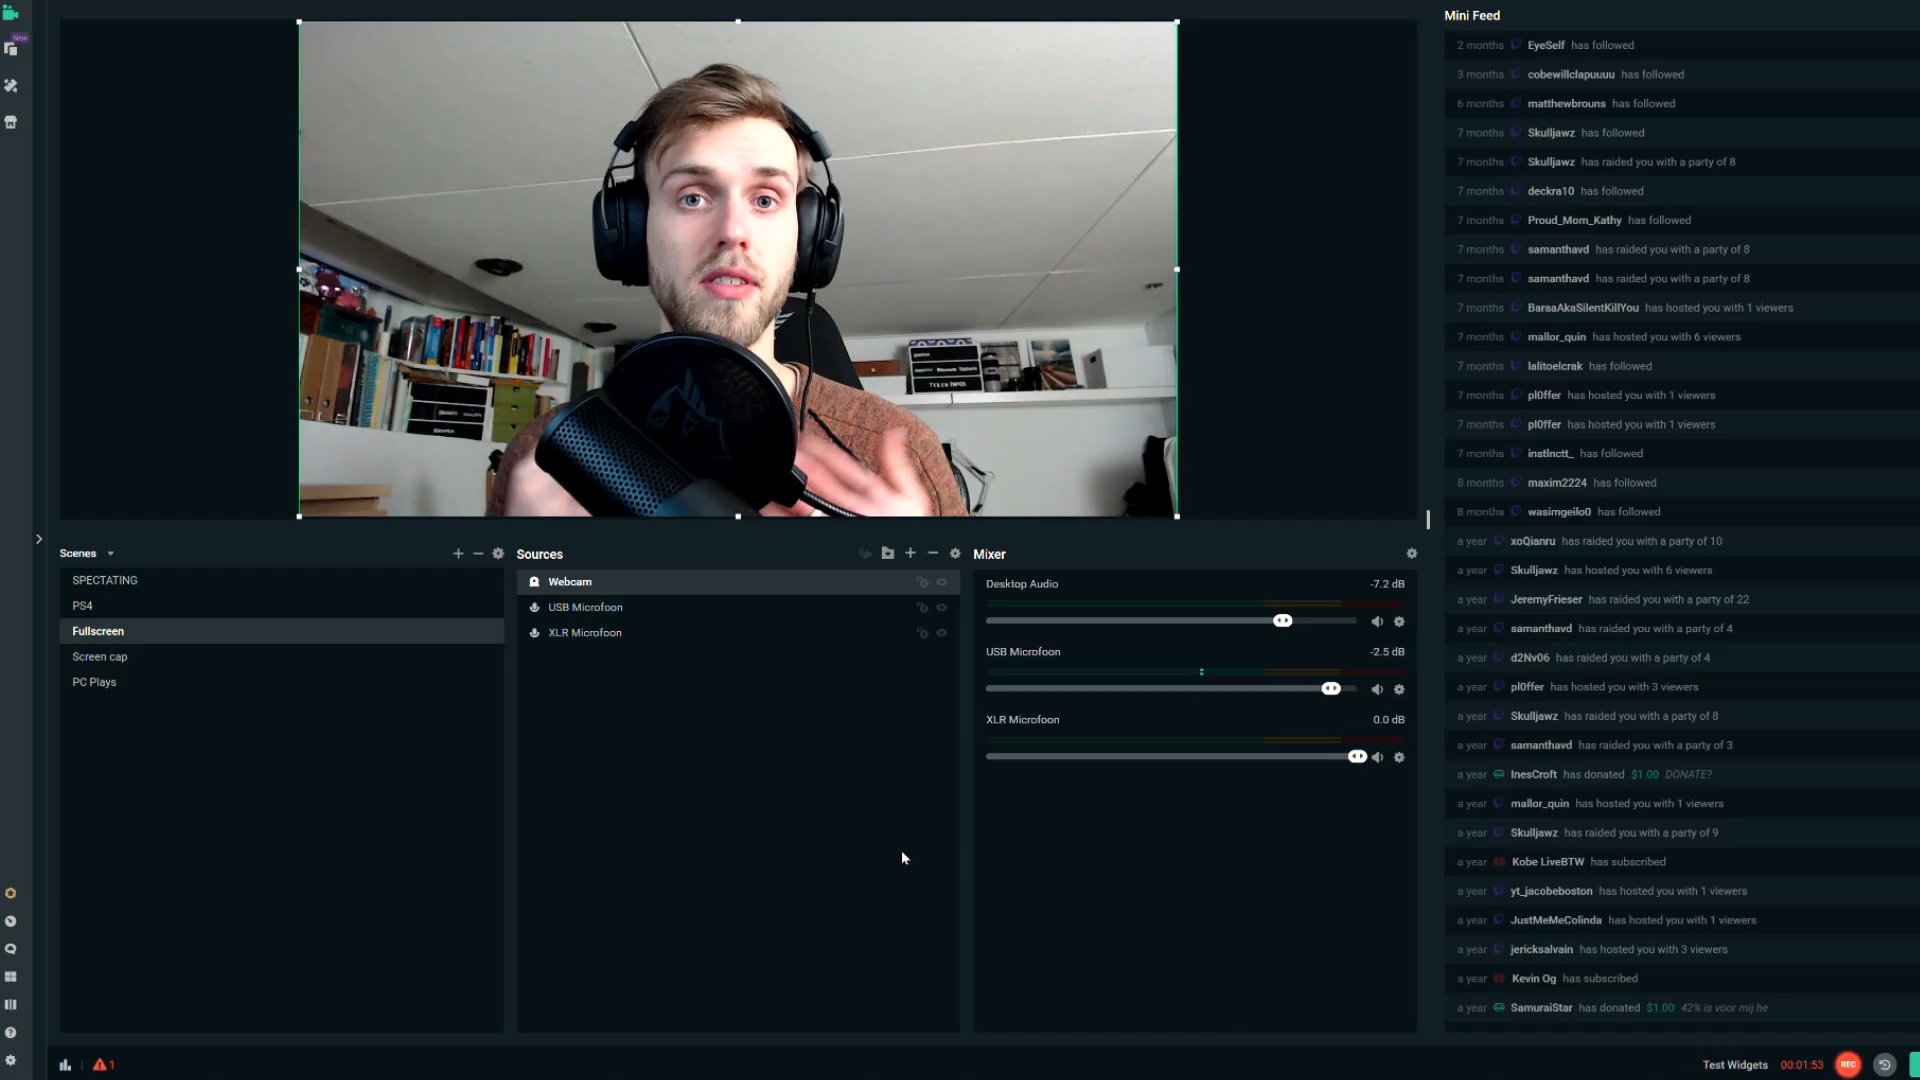 New
Mini Feed
2 months EyeSelf has followed
3 months cobewillclapuuuu has followed
6 months matthewbrouns has followed
7 months Skulljawz has followed
7 months Skulljawz has raided you with a party of 8
7 months deckra10 has followed
7 months Proud_Mom_Kathy has followed
7 months samanthavd has raided you with a party of 8
7 months samanthavd has raided you with a party of 8
7 months BaraaAkaSilentKillYou has hosted you with 1 viewers
7 months mallor_quin has hosted you with 6 viewers
7 months lalitoelcrak has followed
7 months pl0ffer has hosted you with 1 viewers
7 months pl0ffer has hosted you with 1 viewers
7 months instlnctt_ has followed
8 months maxim2224 has followed
8 months wasimgeilo0 has followed
a year xoQianru has raided you with a party of 10
a year Skulljawz has hosted you with 6 viewers
a year JeremyFrieser has raided you with a party of 22
a year samanthavd has raided you with a party of 4
a year d2Nv06 has raided you with a party of 4
a year pl0ffer has hosted you with 3 viewers
a year Skulljawz has raided you with a party of 8
a year samanthavd has raided you with a party of 3
a year InesCroft has donated $1.00 DONATE?
a year mallor_quin has hosted you with 1 viewers
a year Skulljawz has raided you with a party of 9
a year Kobe LiveBTW has subscribed
a year yt_jacobeboston has hosted you with 1 viewers
a year JustMeMeColinda has hosted you with 1 viewers
a year jericksalvain has hosted you with 3 viewers
a year Kevin Og has subscribed
a year SamuraiStar has donated $1.00 42% is voor mij he
Scenes
SPECTATING
PS4
Fullscreen
Screen cap
PC Plays
Sources
Webcam
USB Microfoon
XLR Microfoon
Mixer
Desktop Audio -7.2 dB
USB Microfoon -2.5 dB
XLR Microfoon 0.0 dB
1
Test Widgets 00:01:53 REC